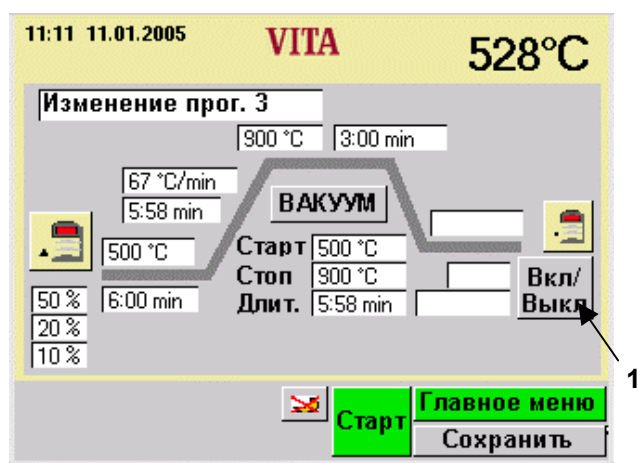 11:11 11.01.2005 VITA 528°C
Изменение прог. 3
900 °C 3:00 min
67 °C/min
5:58 min ВАКУУМ
500 °C Старт 500 °C
Стоп 900 °C Вкл/
50 % 6:00 min Длит. 5:58 min Выкл
20 %
10 %
1
Главное меню
Старт
Сохранить